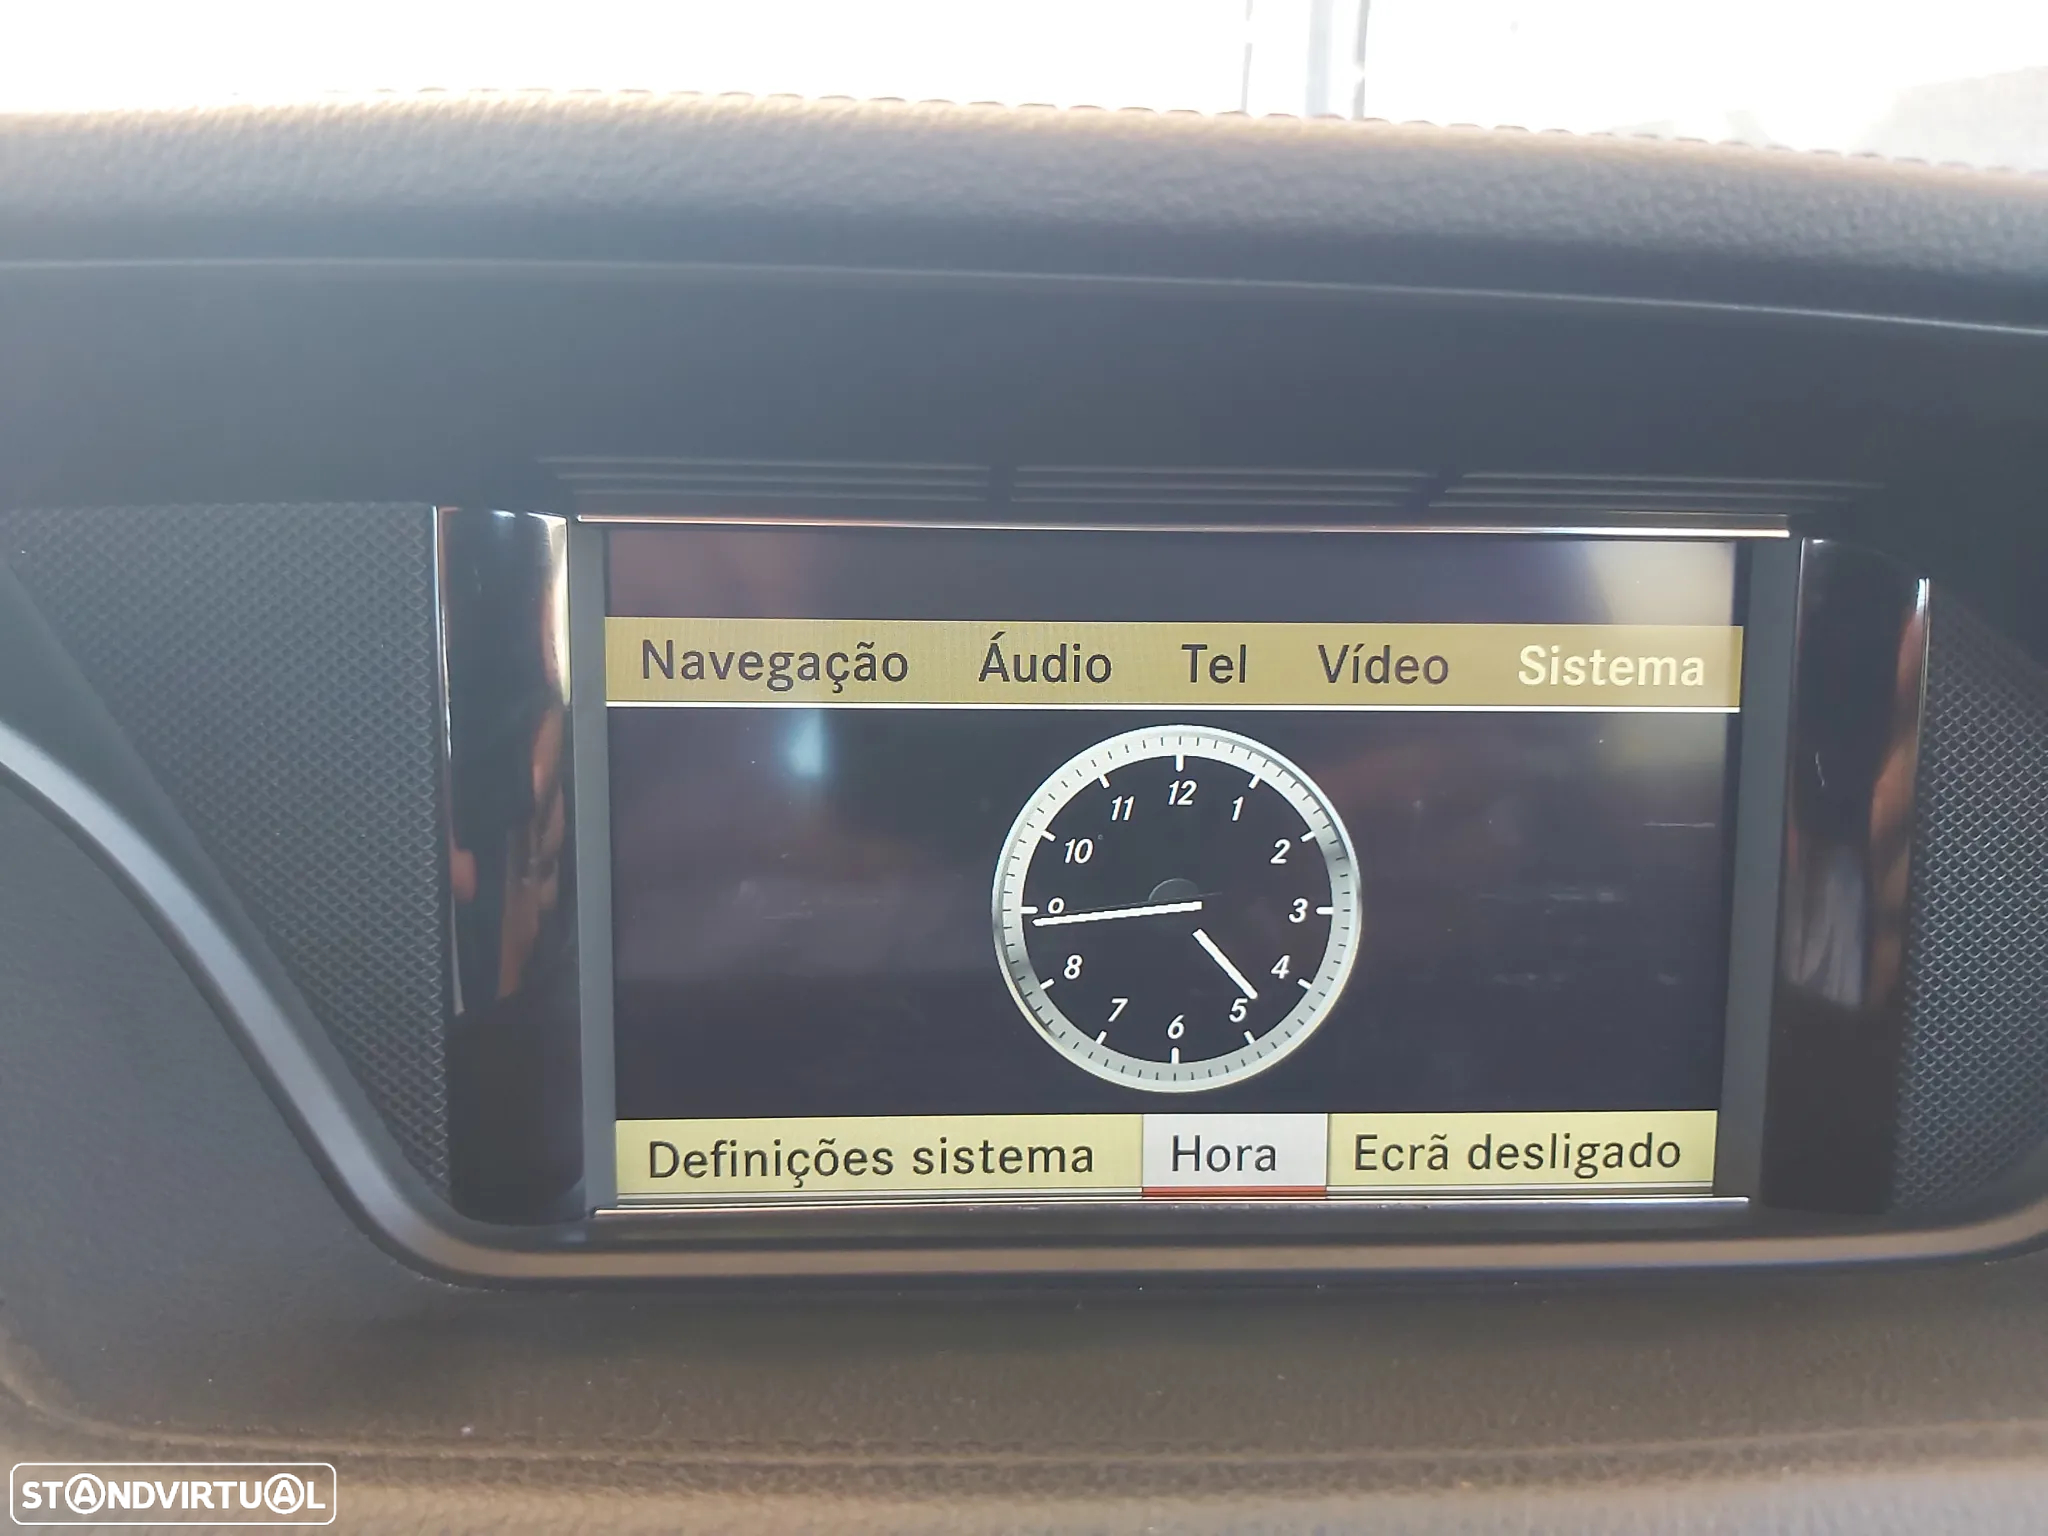 Navegação Áudio Tel Vídeo Sistema
12
11 1
10 2
9 3
8 4
7 5
6
Definições sistema Hora Ecrã desligado
STANDVIRTUAL